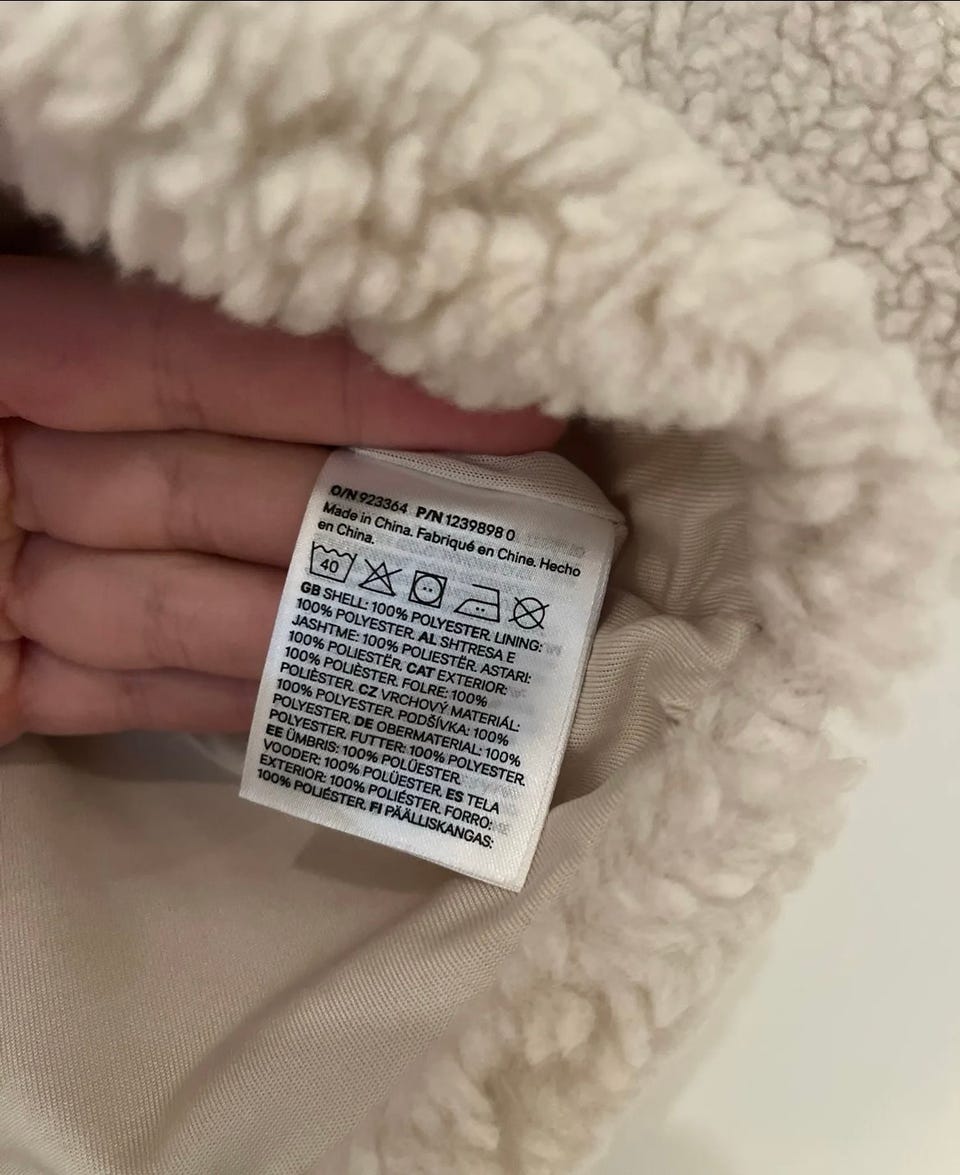 O/N 923364 P/N 1239898 0
Made in China. Fabriqué en Chine. Hecho
en China.
40
GB SHELL: 100% POLYESTER. LINING:
100% POLYESTER. AL SHTRESA E
JASHTME: 100% POLIESTËR. ASTARI:
100% POLIESTËR. CAT EXTERIOR:
100% POLIÈSTER. FOLRE: 100%
POLIÈSTER. CZ VRCHOVÝ MATERIÁL:
100% POLYESTER. PODŠÍVKA: 100%
POLYESTER. DE OBERMATERIAL: 100%
POLYESTER. FUTTER: 100% POLYESTER.
EE ÜMBRIS: 100% POLÜESTER.
VOODER: 100% POLÜESTER. ES TELA
EXTERIOR: 100% POLIÉSTER. FORRO:
100% POLIÉSTER. FI PÄÄLLISKANGAS: